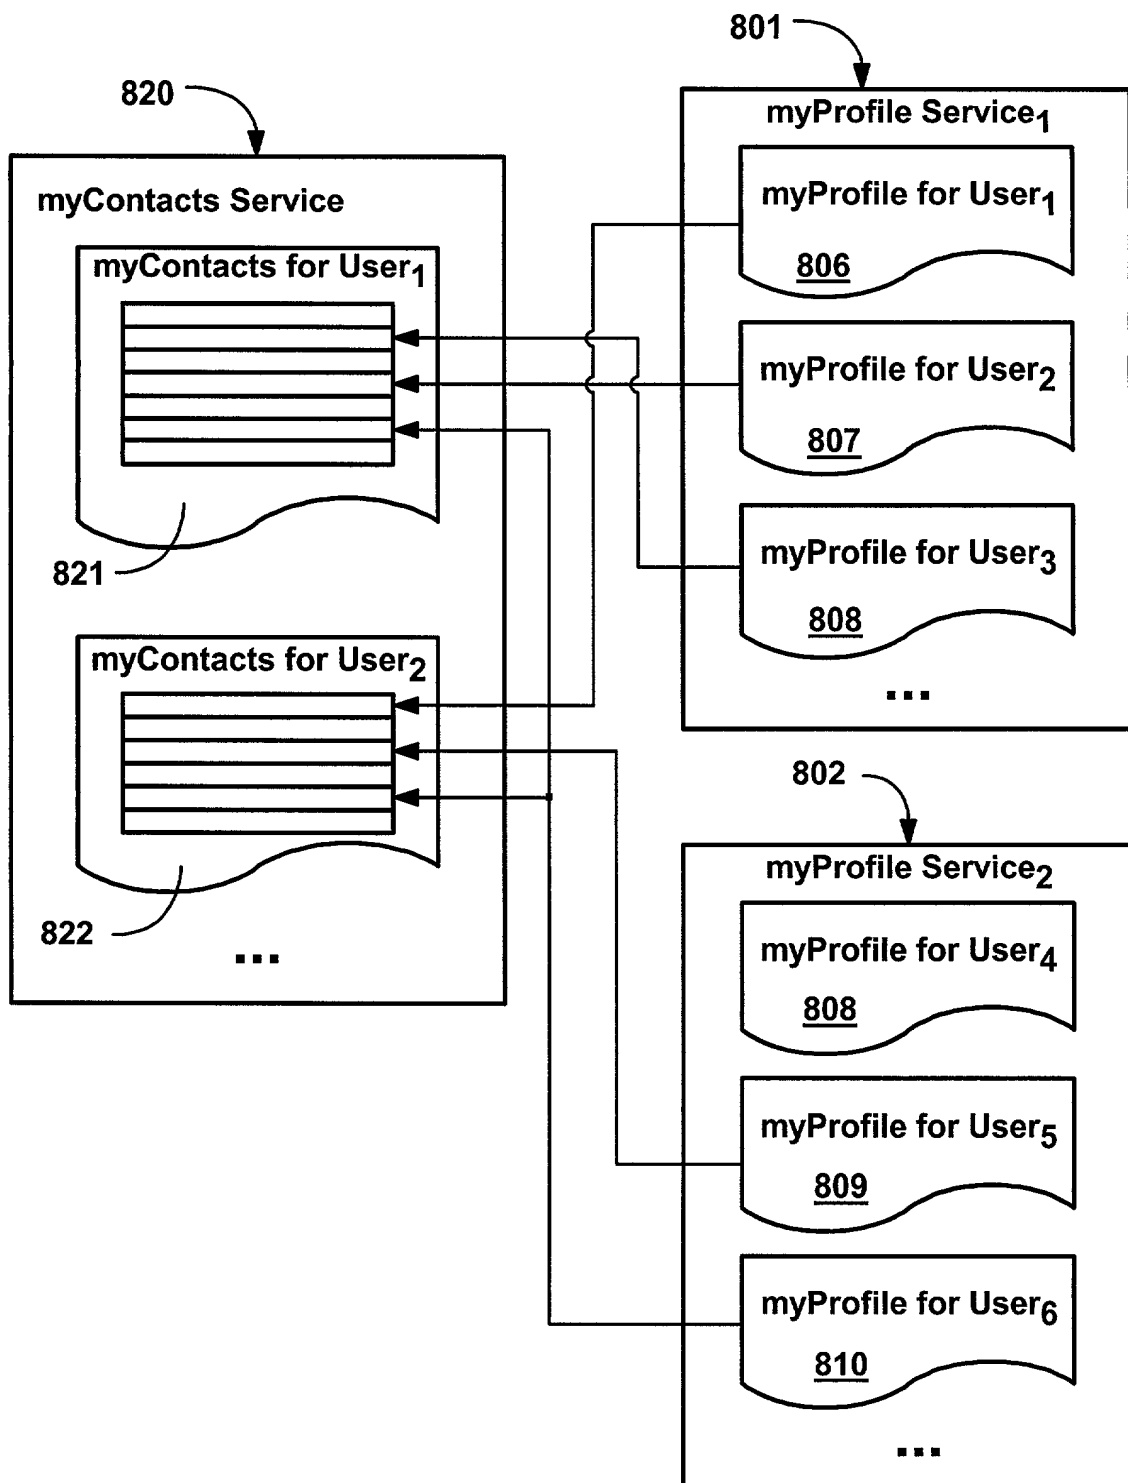 801
820
myProfile Service1
myContacts Service
myProfile for User1
806
myContacts for User1
myProfile for User2
807
821
myProfile for User3
808
...
myContacts for User2
802
822
...
myProfile Service2
myProfile for User4
808
myProfile for User5
809
myProfile for User6
810
...